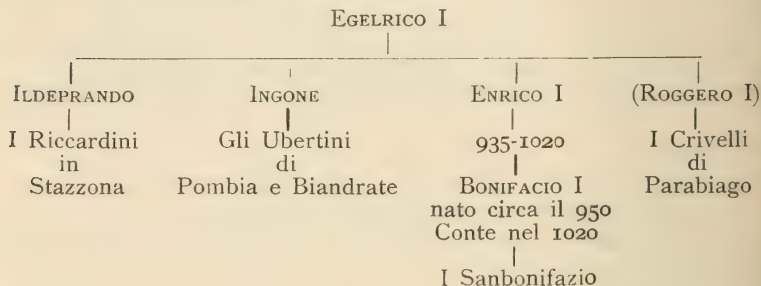 EGELRICO I
ILDEPRANDO INGONE ENRICO I (ROGGERO I)
I Riccardini Gli Ubertini 935-1020 I Crivelli
in di di
Stazzona Pombia e Biandrate BONIFACIO I Parabiago
nato circa il 950
Conte nel 1020
I Sanbonifazio